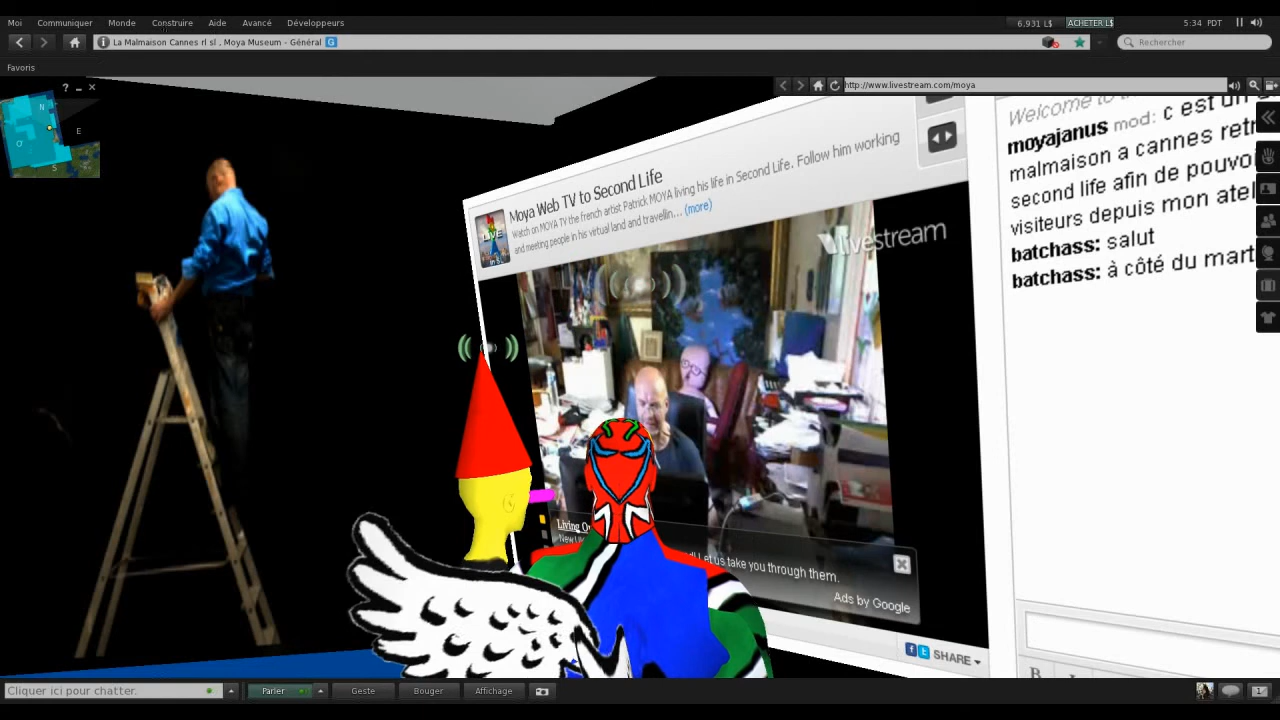 Moi Communiquer Monde Construire Aide Avancé Développeurs 6.931 L$ ACHETER L$ 5:34 PDT
La Malmaison Cannes rl sl , Moya Museum - Général G Rechercher
Favoris
? http://www.livestream.com/moya
N
E
S
Moya Web TV to Second Life
Watch on MOYA TV the french artist Patrick MOYA living his life in Second Life. Follow him working
and meeting people in his virtual land and travellin... (more)
LIVE
livestream
Welcome to
moyajanus mod: c est un
malmaison a cannes
second life afin de
visiteurs depuis mon
batchass: salut
batchass: à côté du
Living
Let us take you through them.
Ads by Google
SHARE
B
Cliquer ici pour chatter. Parler Geste Bouger Affichage